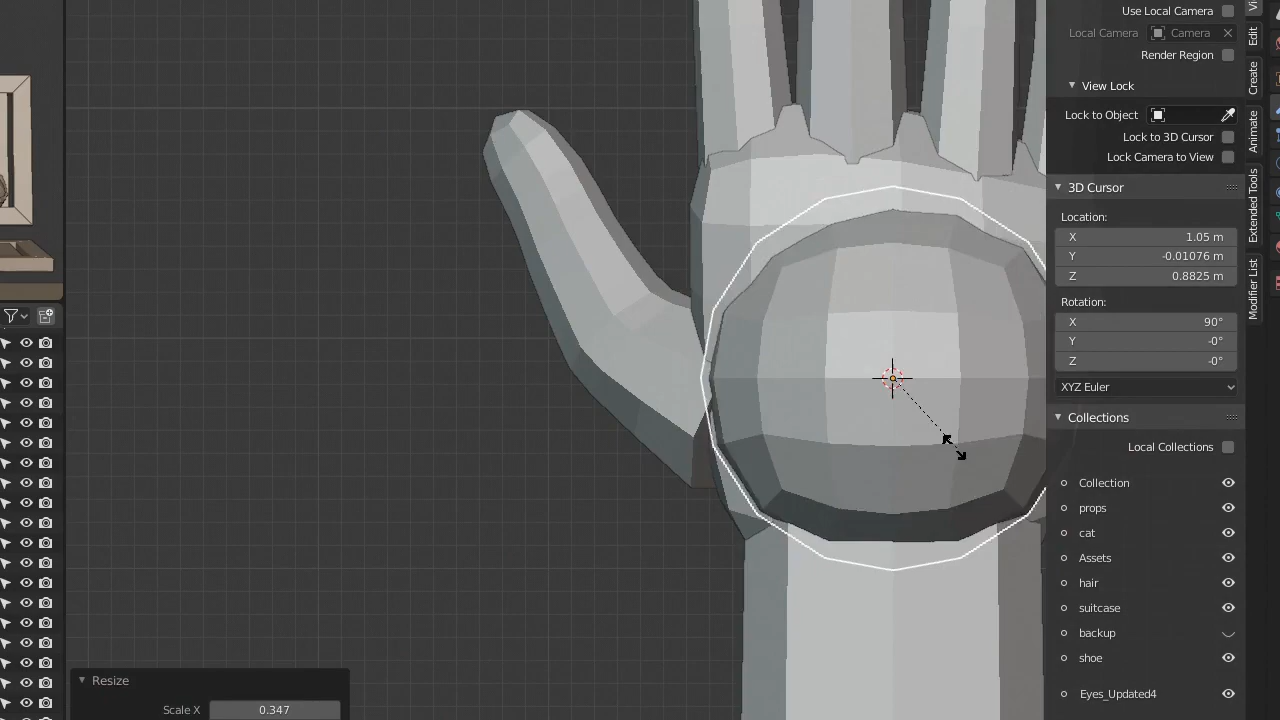 Use Local Camera
Local Camera Camera
Render Region
View Lock
Lock to Object
Lock to 3D Cursor
Lock Camera to View
3D Cursor
Location:
X 1.05 m
Y -0.01076 m
Z 0.8825 m
Rotation:
X 90°
Y -0°
Z -0°
XYZ Euler
Collections
Local Collections
Collection
props
cat
Assets
hair
suitcase
backup
shoe
Eyes_Updated4
Edit
Create
Animate
Extended Tools
Modifier List
Resize
Scale X 0.347